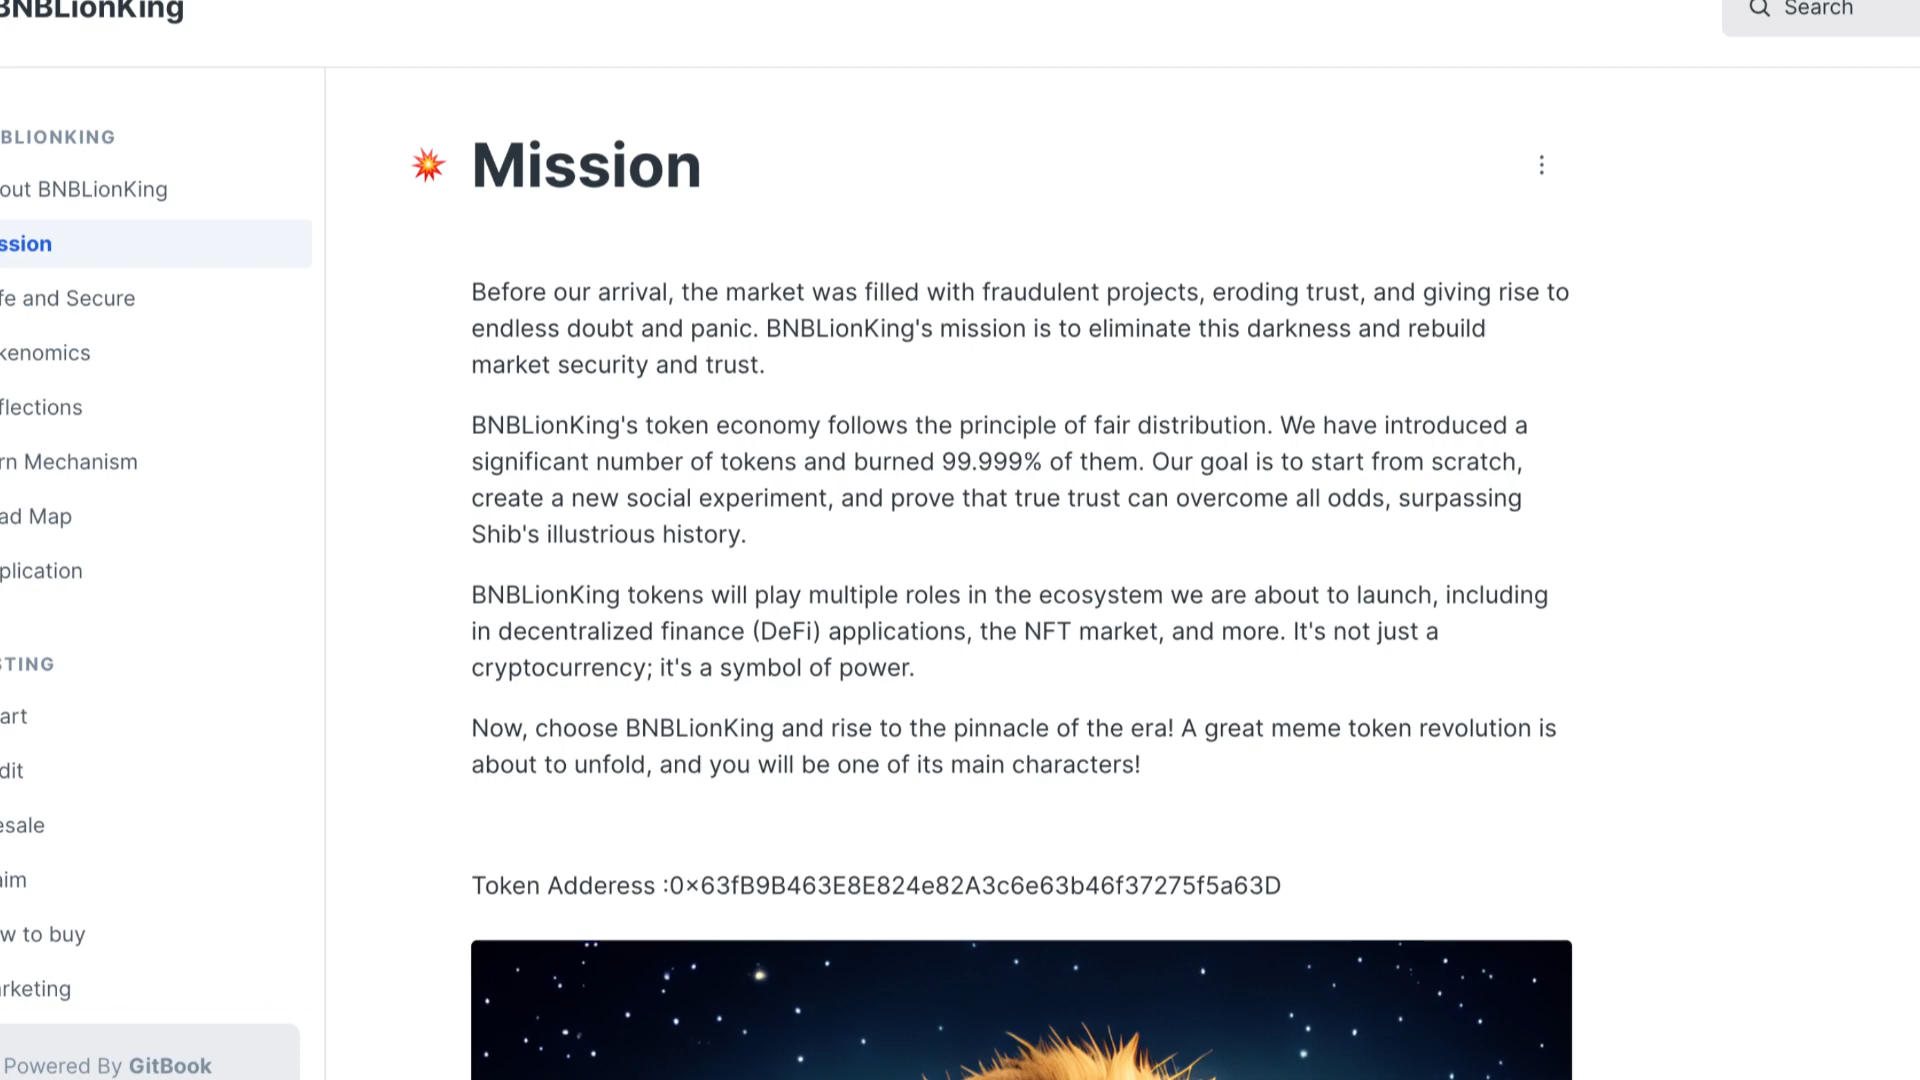 BNBLionKing
Search
BLIONKING
out BNBLionKing
ssion
fe and Secure
kenomics
flections
rn Mechanism
ad Map
plication
STING
art
dit
esale
aim
w to buy
arketing
Powered By GitBook
Mission
Before our arrival, the market was filled with fraudulent projects, eroding trust, and giving rise to
endless doubt and panic. BNBLionKing's mission is to eliminate this darkness and rebuild
market security and trust.
BNBLionKing's token economy follows the principle of fair distribution. We have introduced a
significant number of tokens and burned 99.999% of them. Our goal is to start from scratch,
create a new social experiment, and prove that true trust can overcome all odds, surpassing
Shib's illustrious history.
BNBLionKing tokens will play multiple roles in the ecosystem we are about to launch, including
in decentralized finance (DeFi) applications, the NFT market, and more. It's not just a
cryptocurrency; it's a symbol of power.
Now, choose BNBLionKing and rise to the pinnacle of the era! A great meme token revolution is
about to unfold, and you will be one of its main characters!
Token Adderess :0×63fB9B463E8E824e82A3c6e63b46f37275f5a63D